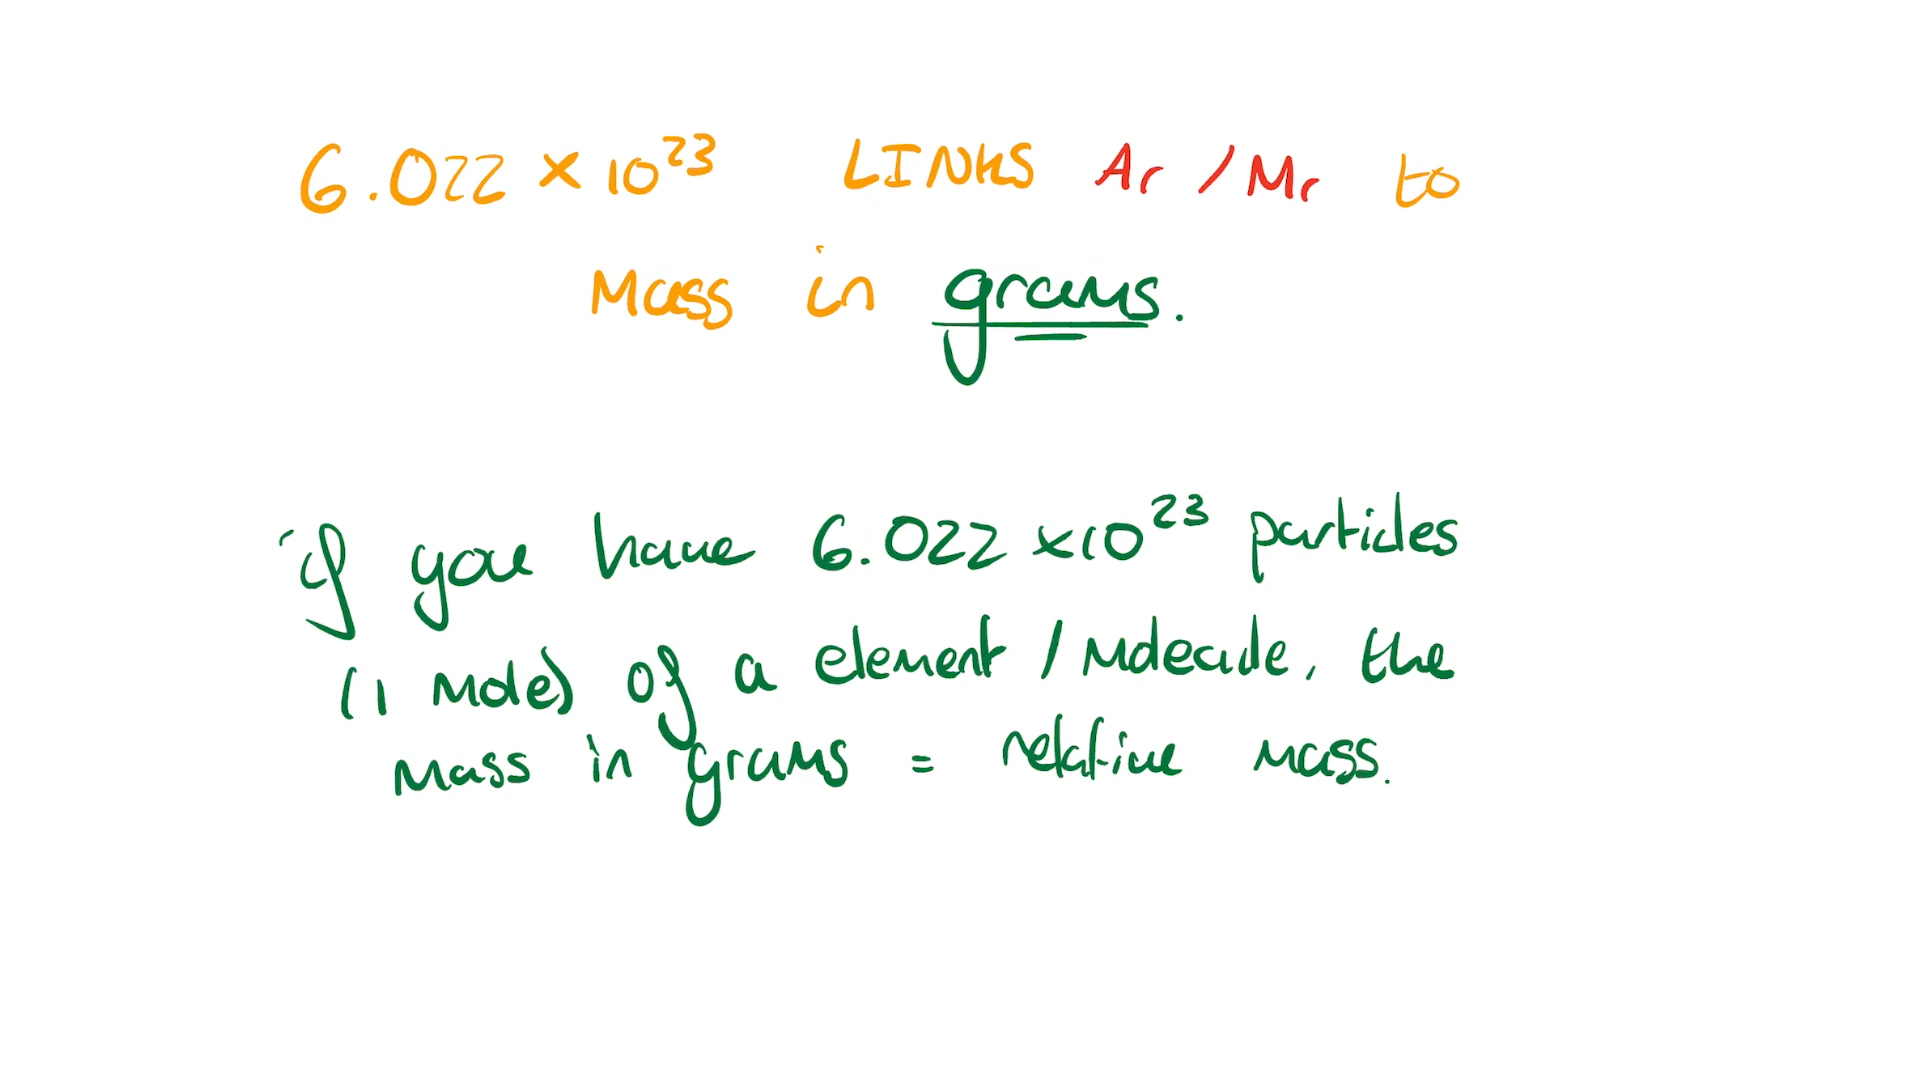 6.022 × 10²³ LINKS Ar / Mr to
Mass in grams.
if you have 6.022 ×10²³ particles
(1 mole) of a element / Molecule, the
Mass in grams = relative mass.